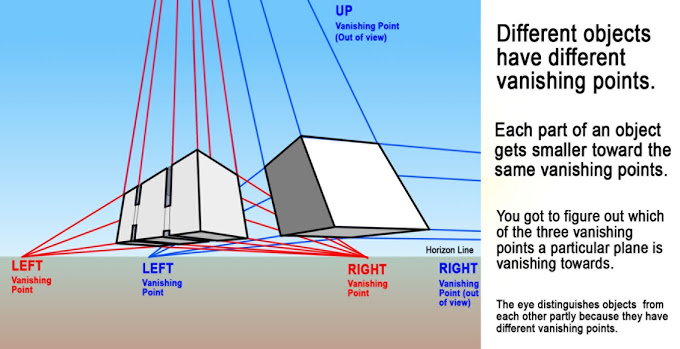 UP
Vanishing Point
(Out of view)
Different objects
have different
vanishing points.
Each part of an object
gets smaller toward the
same vanishing points.
You got to figure out which
of the three vanishing
points a particular plane is
vanishing towards.
The eye distinguishes objects from
each other partly because they have
different vanishing points.
Horizon Line
LEFT
Vanishing
Point
LEFT
Vanishing
Point
RIGHT
Vanishing
Point
RIGHT
Vanishing
Point (out
of view)